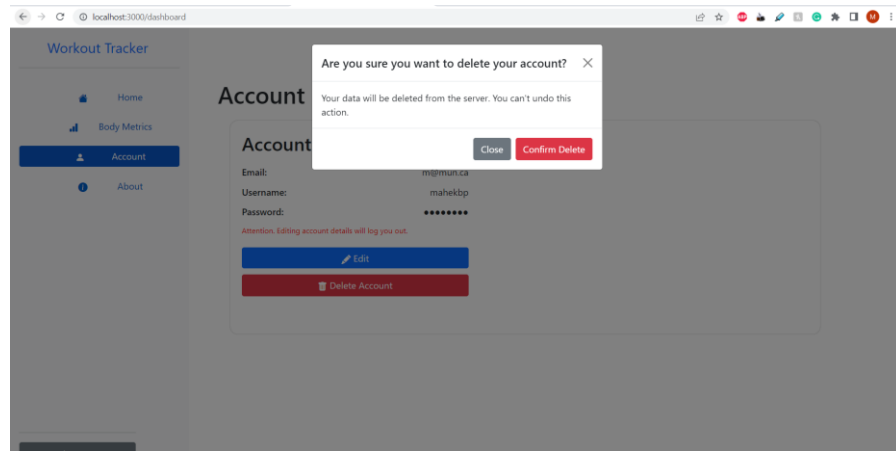 localhost:3000/dashboard
M
Workout Tracker
Home
Body Metrics
Account
About
Are you sure you want to delete your account?
Your data will be deleted from the server. You can't undo this
action.
Close Confirm Delete
Account
Account
Email: m@mun.ca
Username: mahekbp
Password: ••••••••
Attention. Editing account details will log you out.
Edit
Delete Account